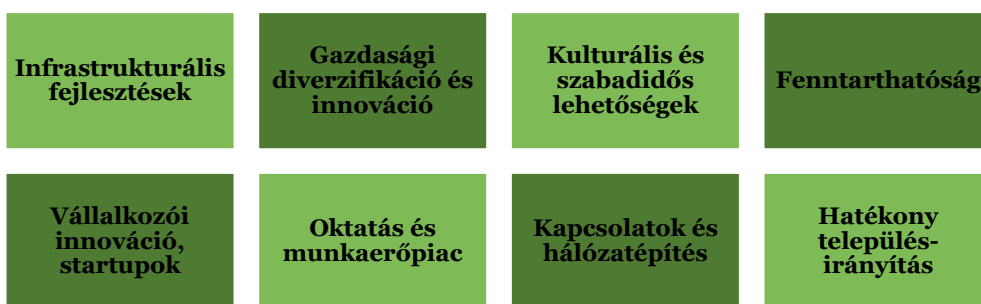 Infrastrukturális
fejlesztések
Gazdasági
diverzifikáció és
innováció
Kulturális és
szabadidős
lehetőségek
Fenntarthatóság
Vállalkozói
innováció,
startupok
Oktatás és
munkaerőpiac
Kapcsolatok és
hálózatépítés
Hatékony
település-
irányítás